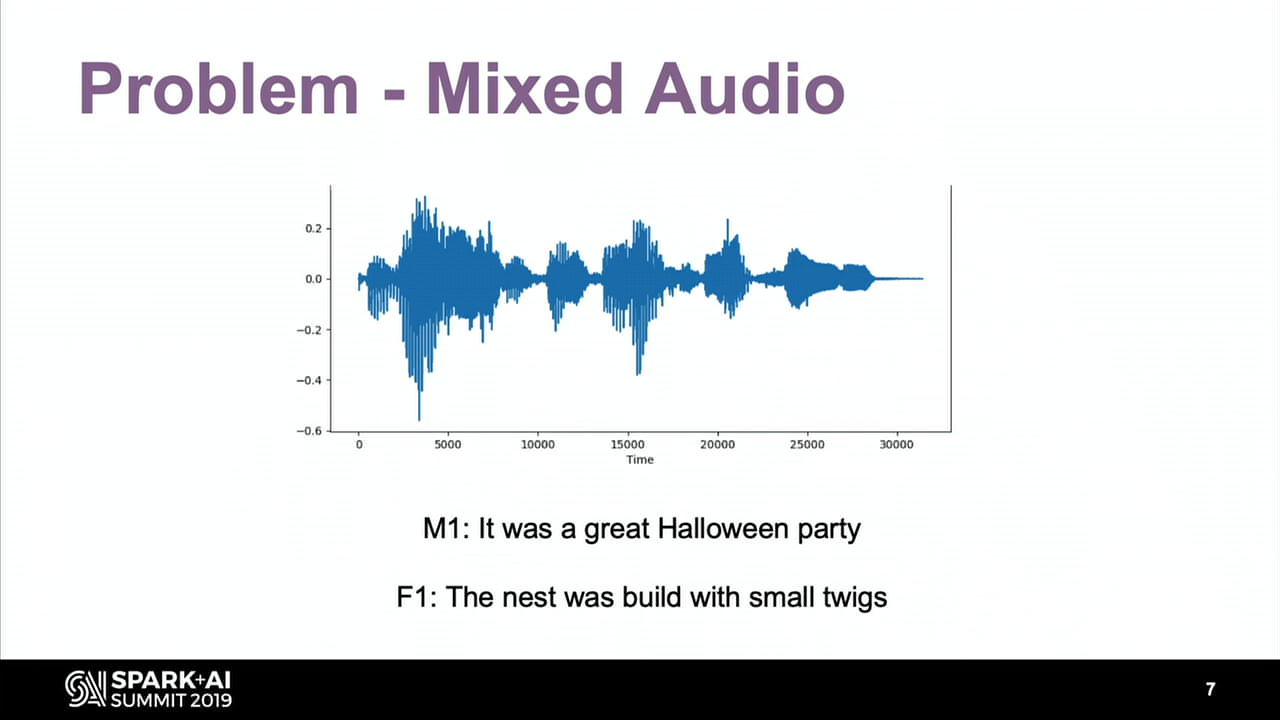 Problem - Mixed Audio
0.2
0.0
−0.2
−0.4
−0.6
0 5000 10000 15000 20000 25000 30000
Time
M1: It was a great Halloween party
F1: The nest was build with small twigs
SPARK+AI
SUMMIT 2019
7